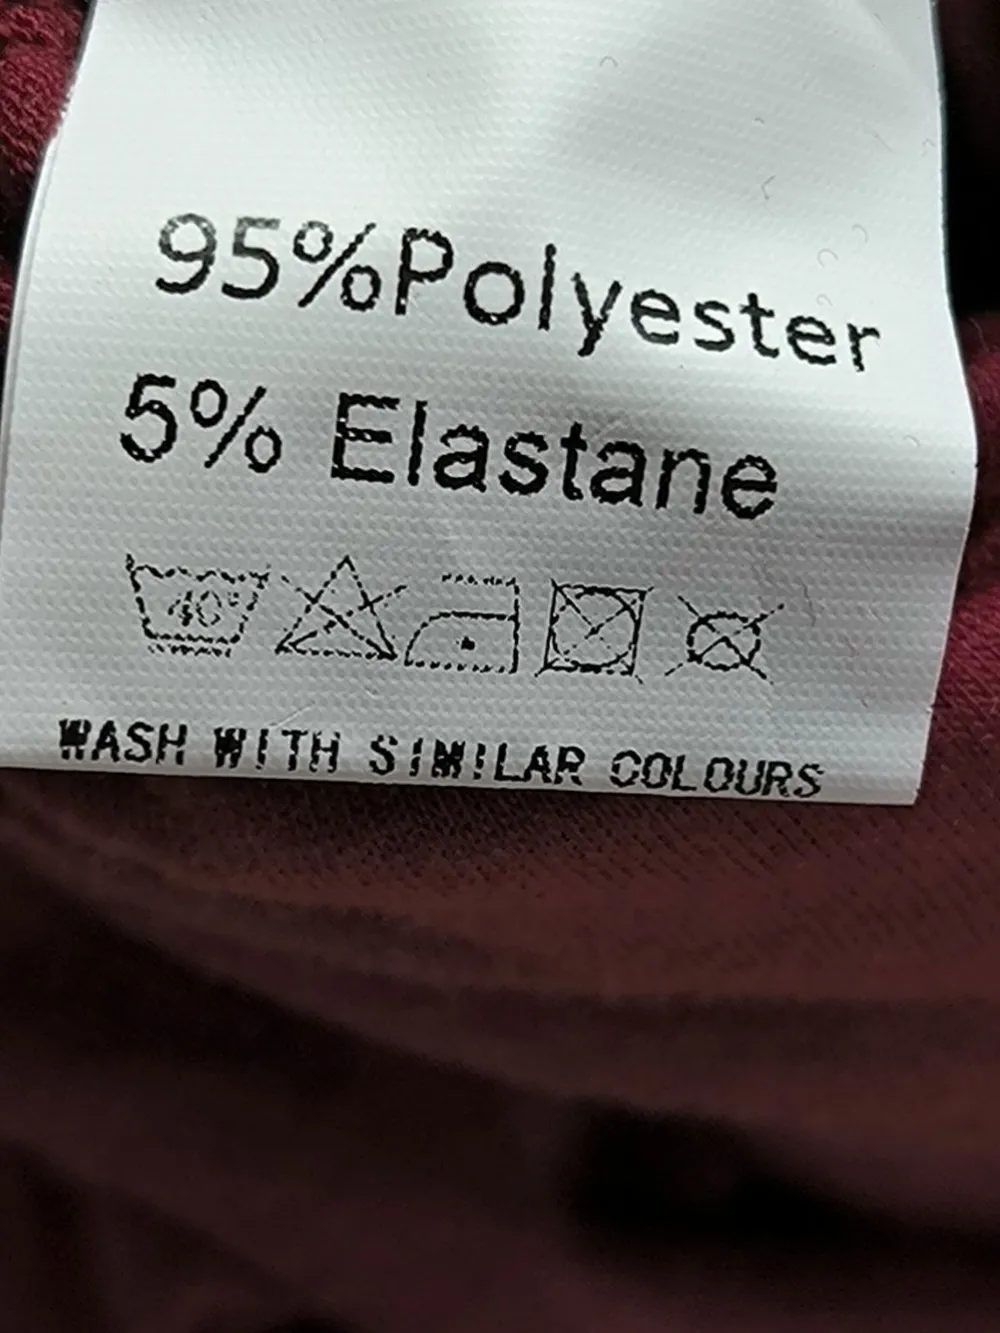 95%Polyester
5% Elastane
40°
WASH WITH SIMILAR COLOURS